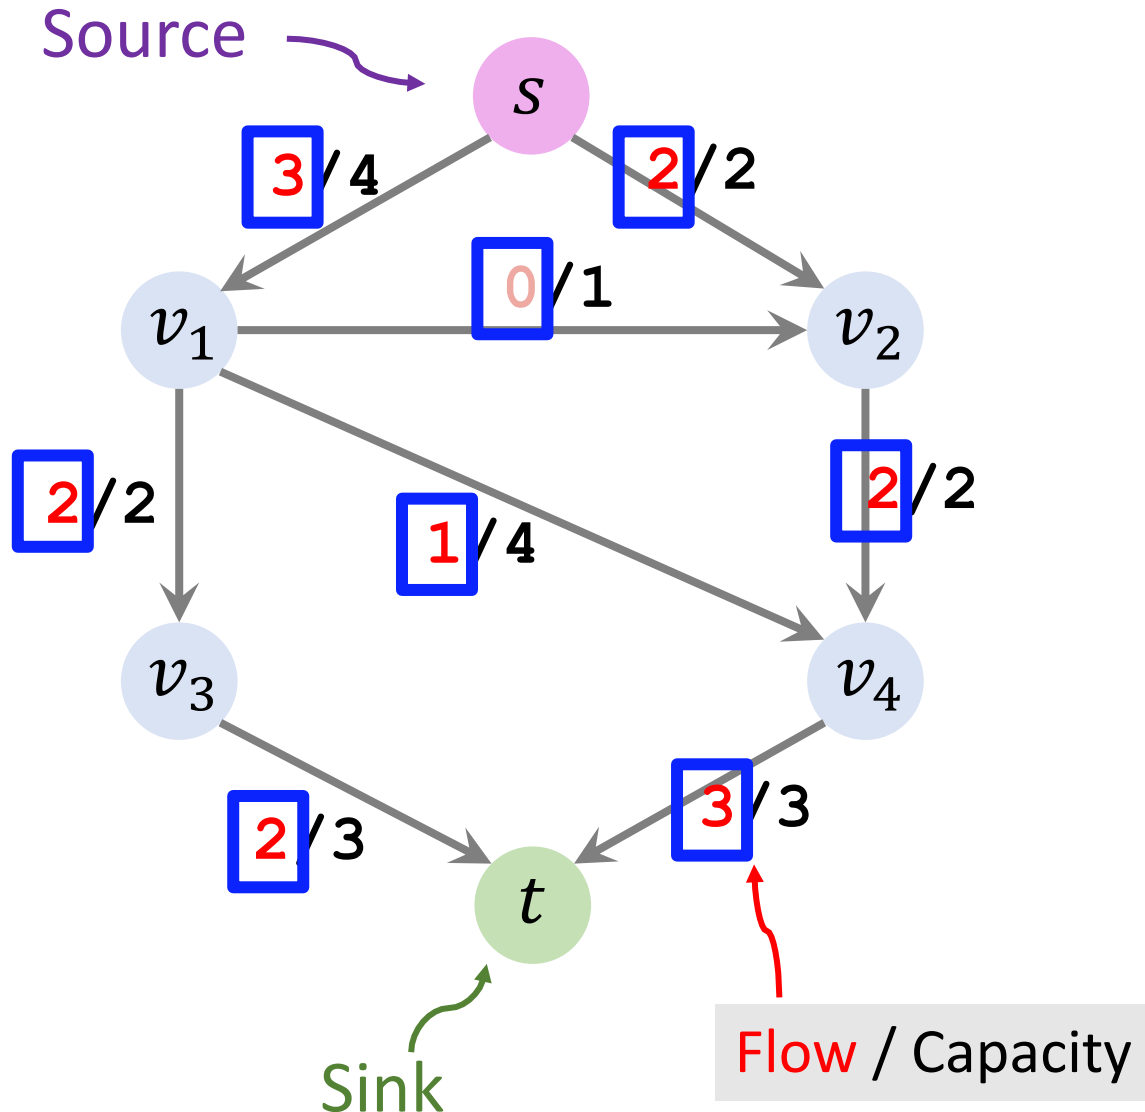 Source
s
3/4
2/2
0/1
v₁
v₂
2/2
1/4
2/2
v₃
v₄
2/3
3/3
t
Sink
Flow / Capacity